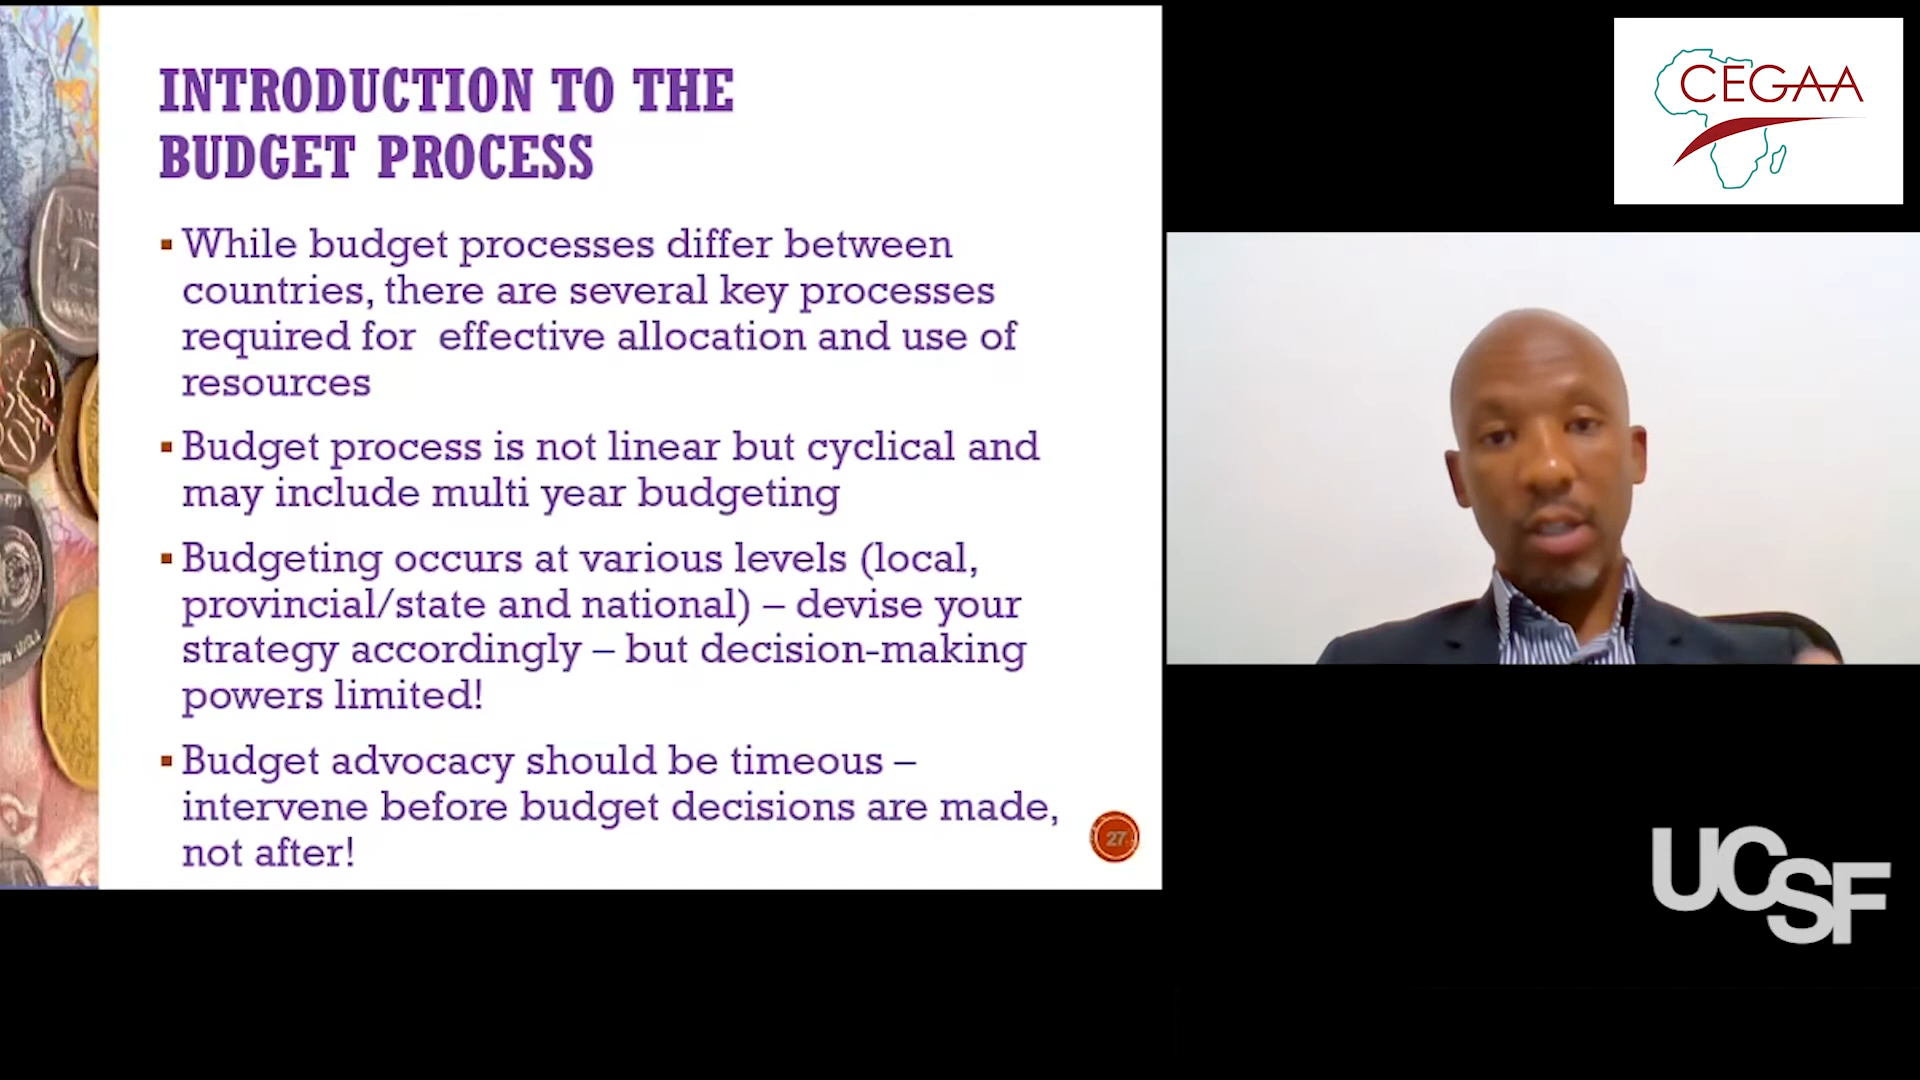 INTRODUCTION TO THE
BUDGET PROCESS
While budget processes differ between
countries, there are several key processes
required for effective allocation and use of
resources
Budget process is not linear but cyclical and
may include multi year budgeting
Budgeting occurs at various levels (local,
provincial/state and national) – devise your
strategy accordingly – but decision-making
powers limited!
Budget advocacy should be timeous –
intervene before budget decisions are made,
not after!
27
CEGAA
UCSF